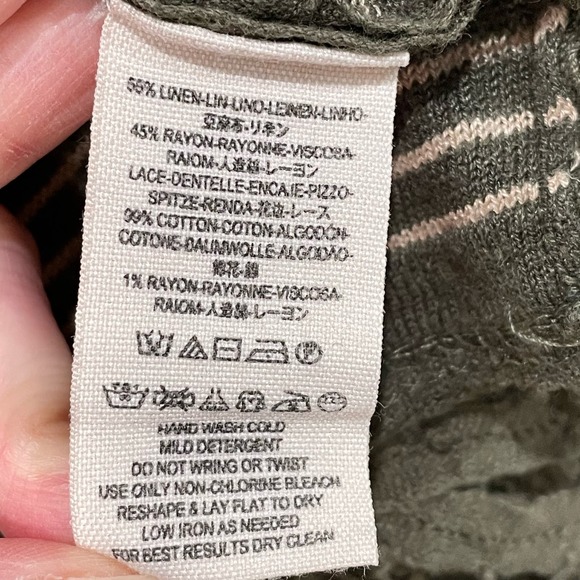 55% LINEN-LIN-LINO-LEINEN-LINHO-
亚麻布-リネン
45% RAYON-RAYONNE-VISCOSA-
RAIOM-人造絲-レーヨン
LACE-DENTELLE-ENCAJE-PIZZO-
SPITZE-RENDA-花边-レース
99% COTTON-COTON-ALGODÓN-
COTONE-BAUMWOLLE-ALGODAO-
棉花-綿
1% RAYON-RAYONNE-VISCOSA-
RAIOM-人造絲-レーヨン
HAND WASH COLD
MILD DETERGENT
DO NOT WRING OR TWIST
USE ONLY NON-CHLORINE BLEACH
RESHAPE & LAY FLAT TO DRY
LOW IRON AS NEEDED
FOR BEST RESULTS DRY CLEAN